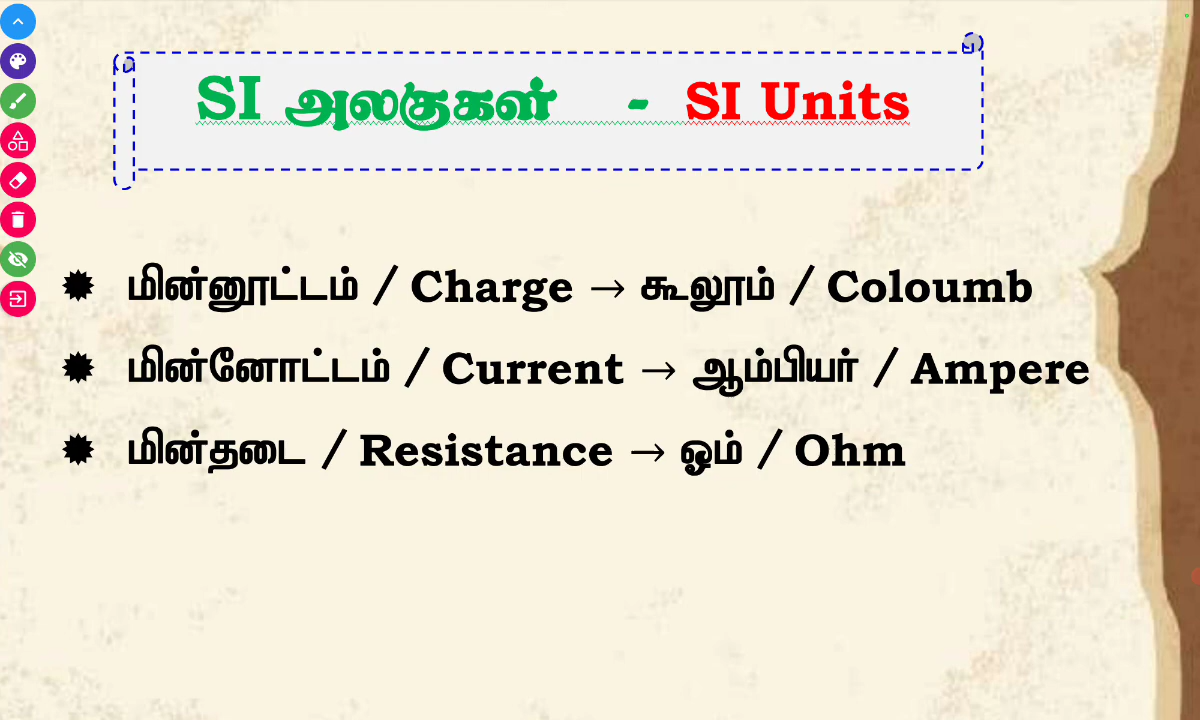 SI அலகுகள் - SI Units
மின்னூட்டம் / Charge → கூலூம் / Coloumb
மின்னோட்டம் / Current → ஆம்பியர் / Ampere
மின்தடை / Resistance → ஓம் / Ohm